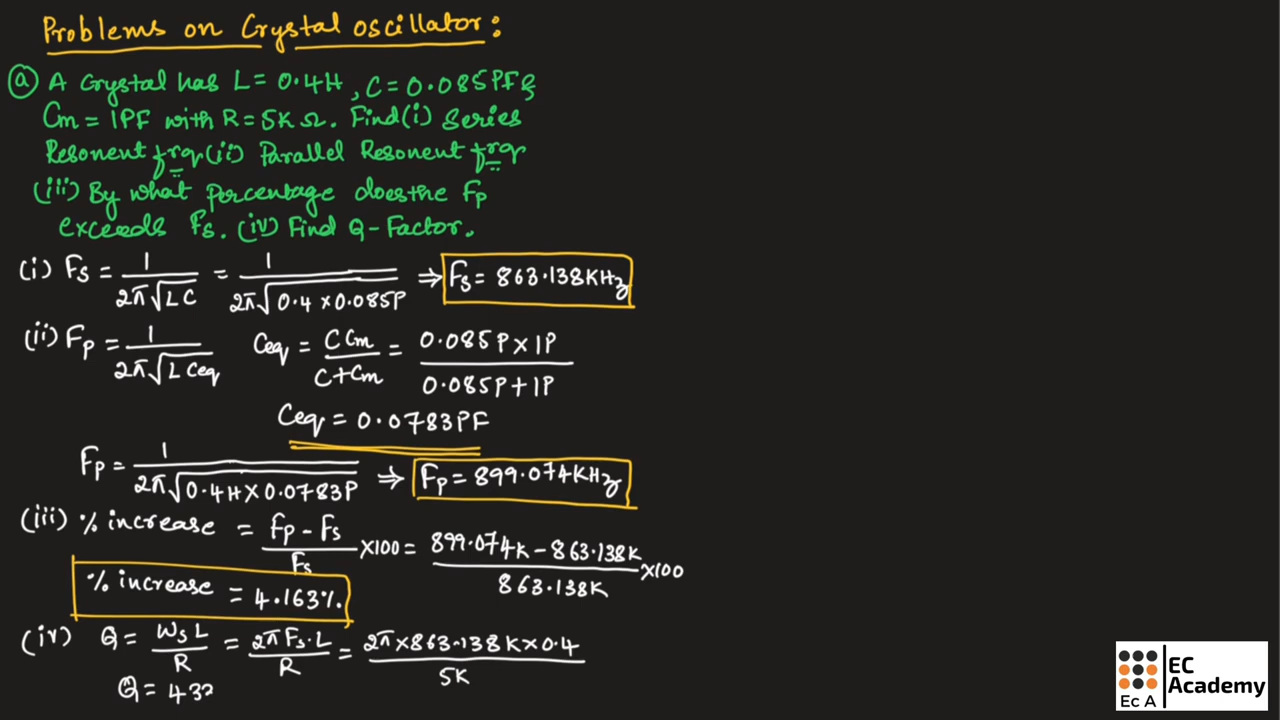 Problems on Crystal oscillator:
(a) A Crystal has L = 0.4H, C = 0.085PF &
Cm = 1PF with R = 5KΩ. Find (i) Series
Resonent frq (ii) Parallel Resonent frq
(iii) By what Percentage does the Fp
exceeds Fs. (iv) Find Q-Factor.
(i) Fs = 1/2π√LC = 1/2π√0.4×0.085P ⇒ Fs = 863.138KHz
(ii) Fp = 1/2π√L Ceq Ceq = C Cm/C+Cm = 0.085P×1P/0.085P+1P
Ceq = 0.0783PF
Fp = 1/2π√0.4H×0.0783P ⇒ Fp = 899.074KHz
(iii) % increase = Fp - Fs/Fs ×100 = 899.074K - 863.138K/863.138K ×100
% increase = 4.163%.
(iv) Q = WsL/R = 2πFs.L/R = 2π×863.138K×0.4/5K
Q = 432
EC
Academy
Ec A